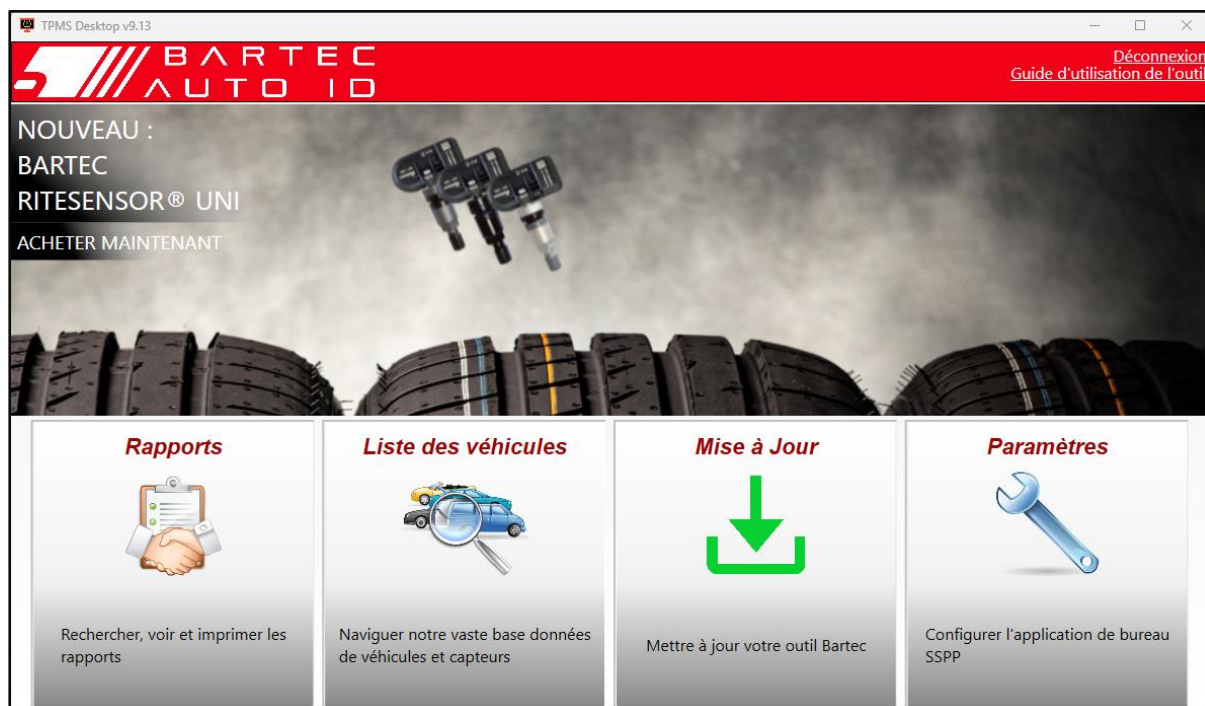 TPMS Desktop v9.13
BARTEC
AUTO ID
Déconnexion
Guide d'utilisation de l'outil
NOUVEAU :
BARTEC
RITESENSOR® UNI
ACHETER MAINTENANT
Rapports
Rechercher, voir et imprimer les
rapports
Liste des véhicules
Naviguer notre vaste base données
de véhicules et capteurs
Mise à Jour
Mettre à jour votre outil Bartec
Paramètres
Configurer l'application de bureau
SSPP